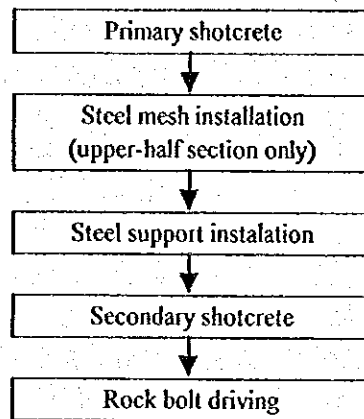 Primary shotcrete
Steel mesh installation
(upper-half section only)
Steel support instalation
Secondary shotcrete
Rock bolt driving